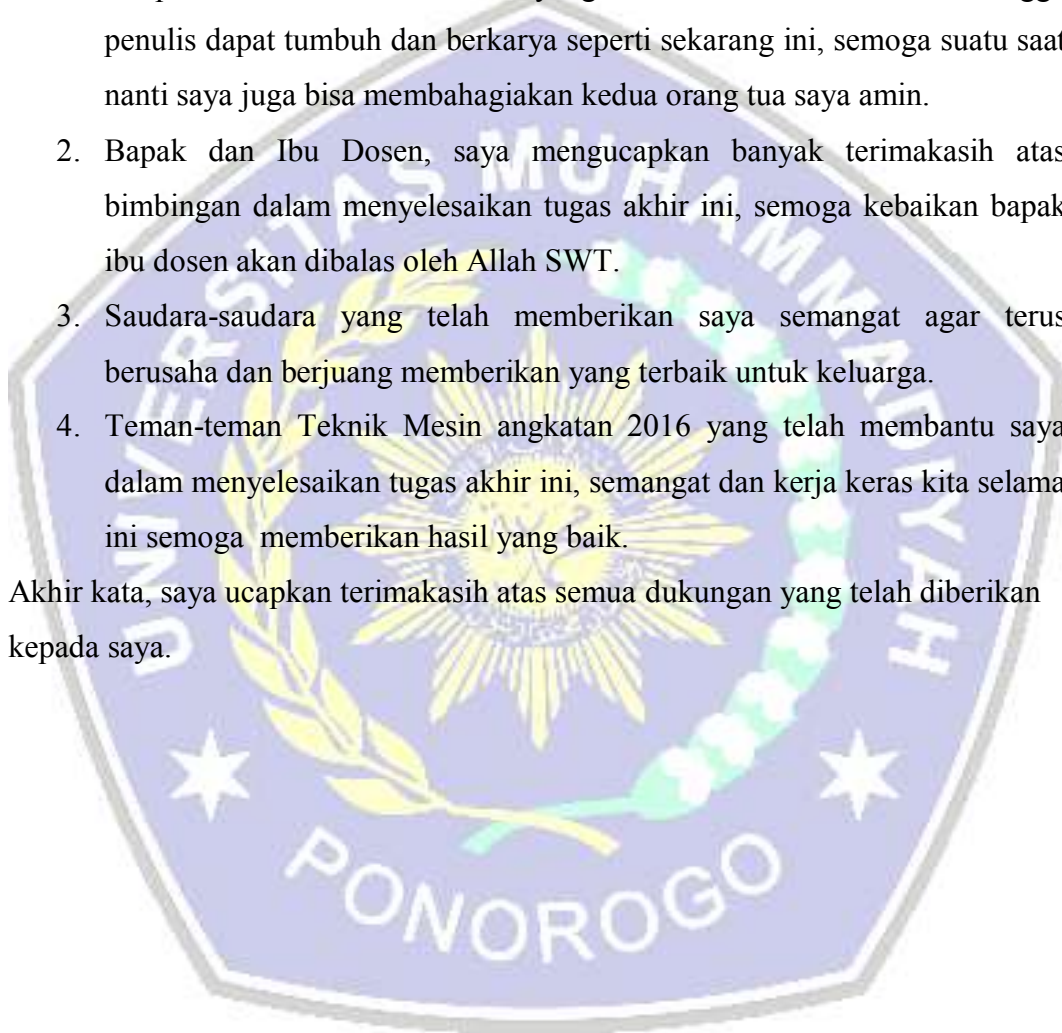 penulis dapat tumbuh dan berkarya seperti sekarang ini, semoga suatu saat
nanti saya juga bisa membahagiakan kedua orang tua saya amin.
2. Bapak dan Ibu Dosen, saya mengucapkan banyak terimakasih atas
bimbingan dalam menyelesaikan tugas akhir ini, semoga kebaikan bapak
ibu dosen akan dibalas oleh Allah SWT.
3. Saudara-saudara yang telah memberikan saya semangat agar terus
berusaha dan berjuang memberikan yang terbaik untuk keluarga.
4. Teman-teman Teknik Mesin angkatan 2016 yang telah membantu saya
dalam menyelesaikan tugas akhir ini, semangat dan kerja keras kita selama
ini semoga memberikan hasil yang baik.
Akhir kata, saya ucapkan terimakasih atas semua dukungan yang telah diberikan
kepada saya.
UNIVERSITAS MUHAMMADIYAH
PONOROGO